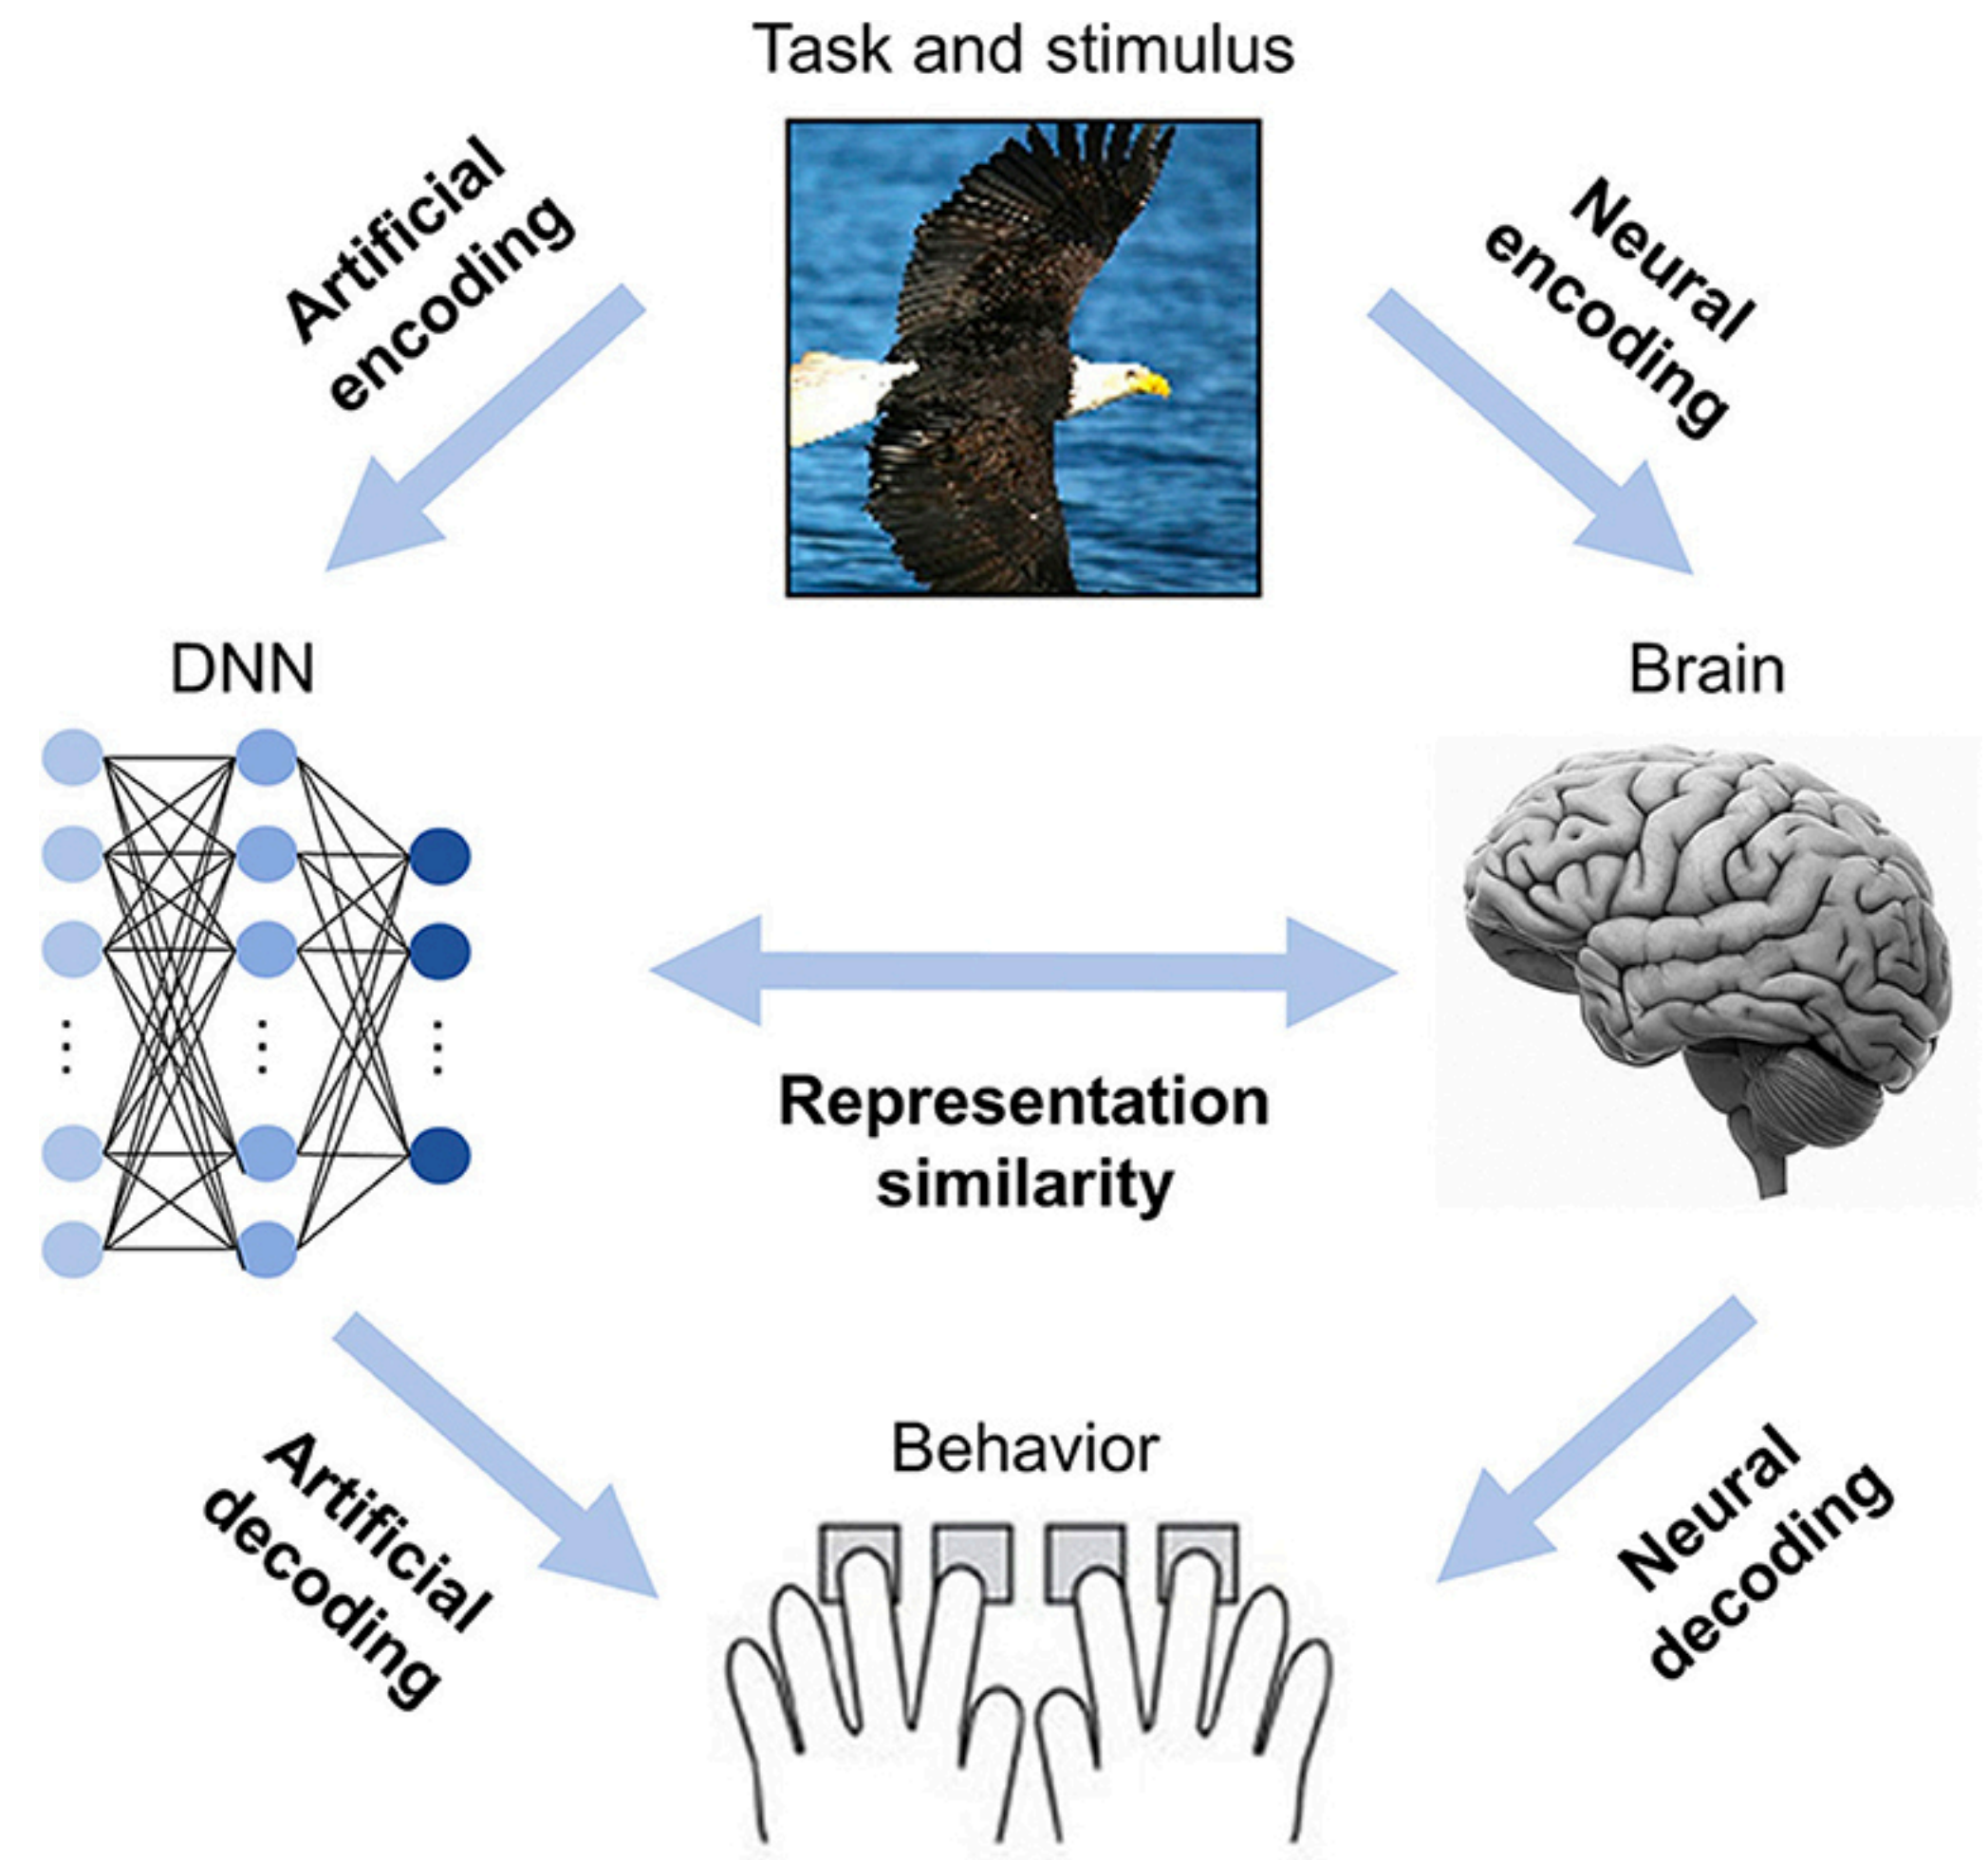 Task and stimulus
Artificial
encoding
Neural
encoding
DNN
Brain
Representation
similarity
Artificial
decoding
Behavior
Neural
decoding